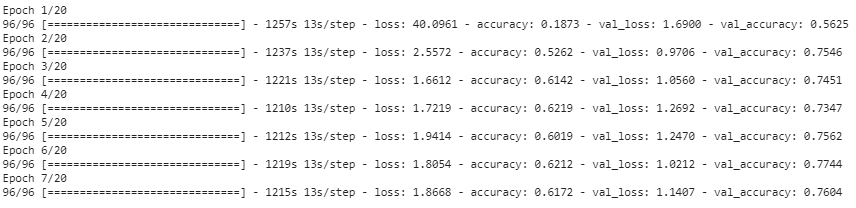 Epoch 1/20
96/96 [==============================] - 1257s 13s/step - loss: 40.0961 - accuracy: 0.1873 - val_loss: 1.6900 - val_accuracy: 0.5625
Epoch 2/20
96/96 [==============================] - 1237s 13s/step - loss: 2.5572 - accuracy: 0.5262 - val_loss: 0.9706 - val_accuracy: 0.7546
Epoch 3/20
96/96 [==============================] - 1221s 13s/step - loss: 1.6612 - accuracy: 0.6142 - val_loss: 1.0560 - val_accuracy: 0.7451
Epoch 4/20
96/96 [==============================] - 1210s 13s/step - loss: 1.7219 - accuracy: 0.6219 - val_loss: 1.2692 - val_accuracy: 0.7347
Epoch 5/20
96/96 [==============================] - 1212s 13s/step - loss: 1.9414 - accuracy: 0.6019 - val_loss: 1.2470 - val_accuracy: 0.7562
Epoch 6/20
96/96 [==============================] - 1219s 13s/step - loss: 1.8054 - accuracy: 0.6212 - val_loss: 1.0212 - val_accuracy: 0.7744
Epoch 7/20
96/96 [==============================] - 1215s 13s/step - loss: 1.8668 - accuracy: 0.6172 - val_loss: 1.1407 - val_accuracy: 0.7604